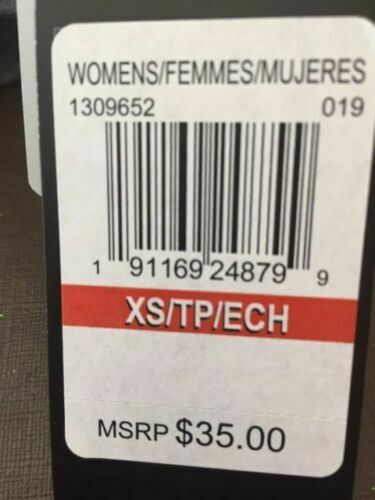 WOMENS/FEMMES/MUJERES
1309652 019
1 91169 24879 9
XS/TP/ECH
MSRP $35.00